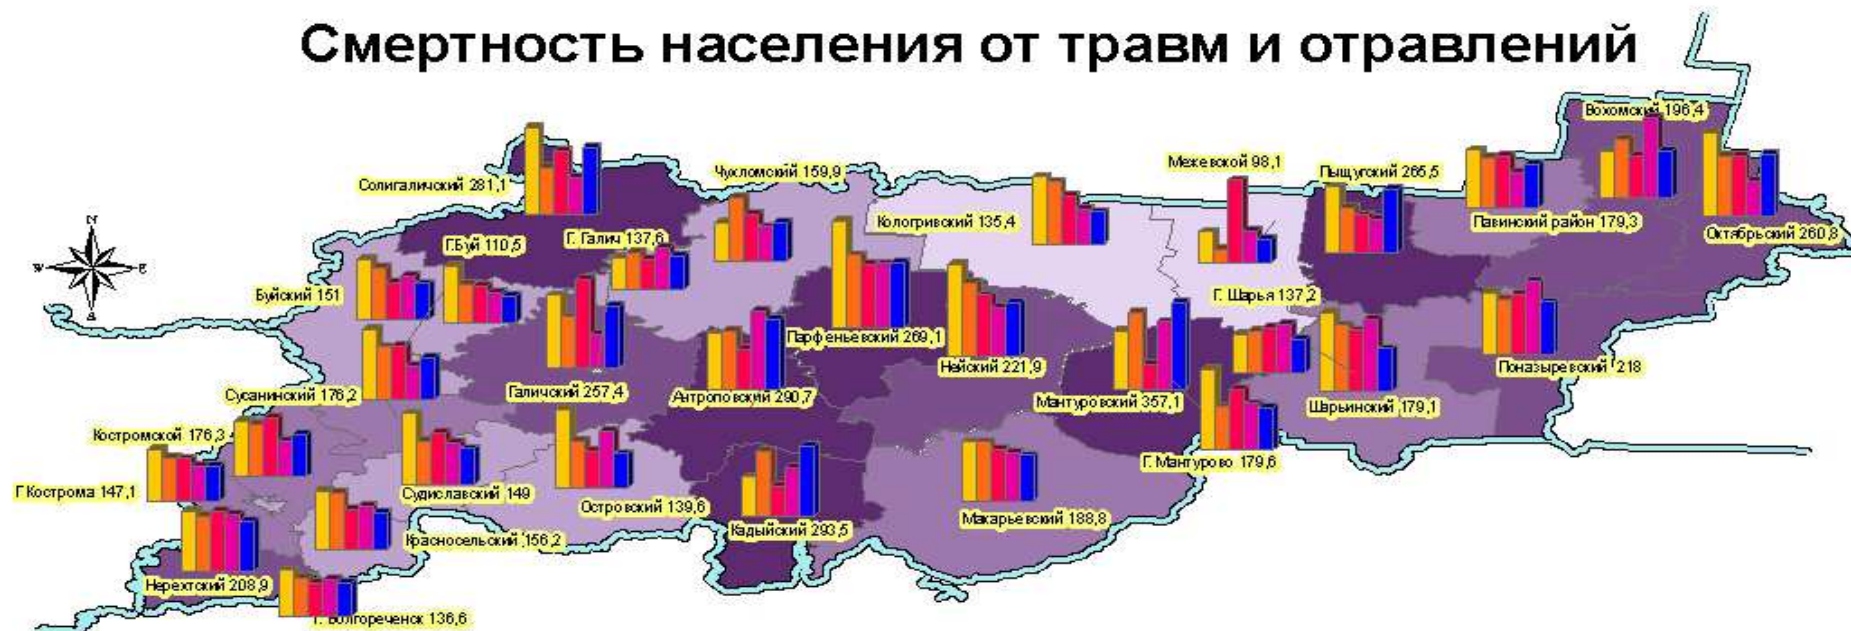 Смертность населения от травм и отравлений
Вохомский 196,4
Межевской 98,1
Чухломский 159,9
Пыщугский 265,5
Солигаличский 281,1
Кологривский 135,4
Павинский район 179,3
Октябрьский 260,8
Г.Буй 110,5
Г. Галич 137,6
N
W
E
Буйский 151
Г. Шарья 137,2
Парфеньевский 269,1
Нейский 221,9
Поназыревский 218
Сусанинский 176,2
Галичский 257,4
Антроповский 290,7
Мантуровский 357,1
Шарьинский 179,1
Костромской 176,3
Г.Кострома 147,1
Судиславский 149
Островский 139,6
Г. Мантурово 179,6
Макарьевский 188,8
Кадыйский 293,5
Красносельский 156,2
Нерехтский 208,9
Г. Волгореченск 136,6